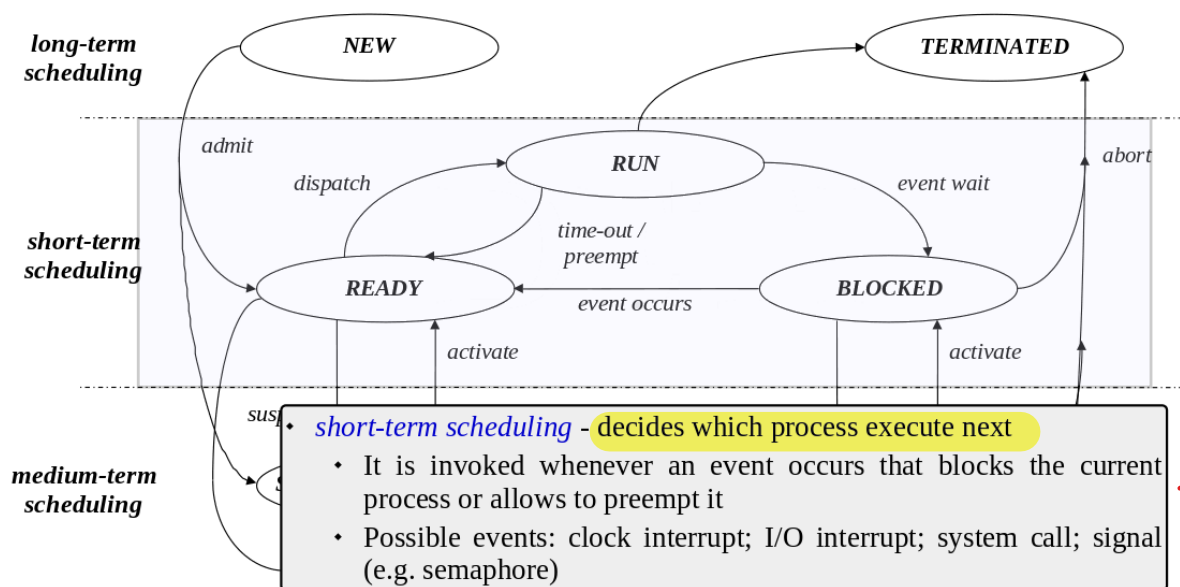 long-term
scheduling
NEW
TERMINATED
admit
RUN
abort
dispatch
event wait
short-term
scheduling
time-out /
preempt
READY
BLOCKED
event occurs
activate
activate
medium-term
scheduling
• short-term scheduling - decides which process execute next
• It is invoked whenever an event occurs that blocks the current
process or allows to preempt it
• Possible events: clock interrupt; I/O interrupt; system call; signal
(e.g. semaphore)